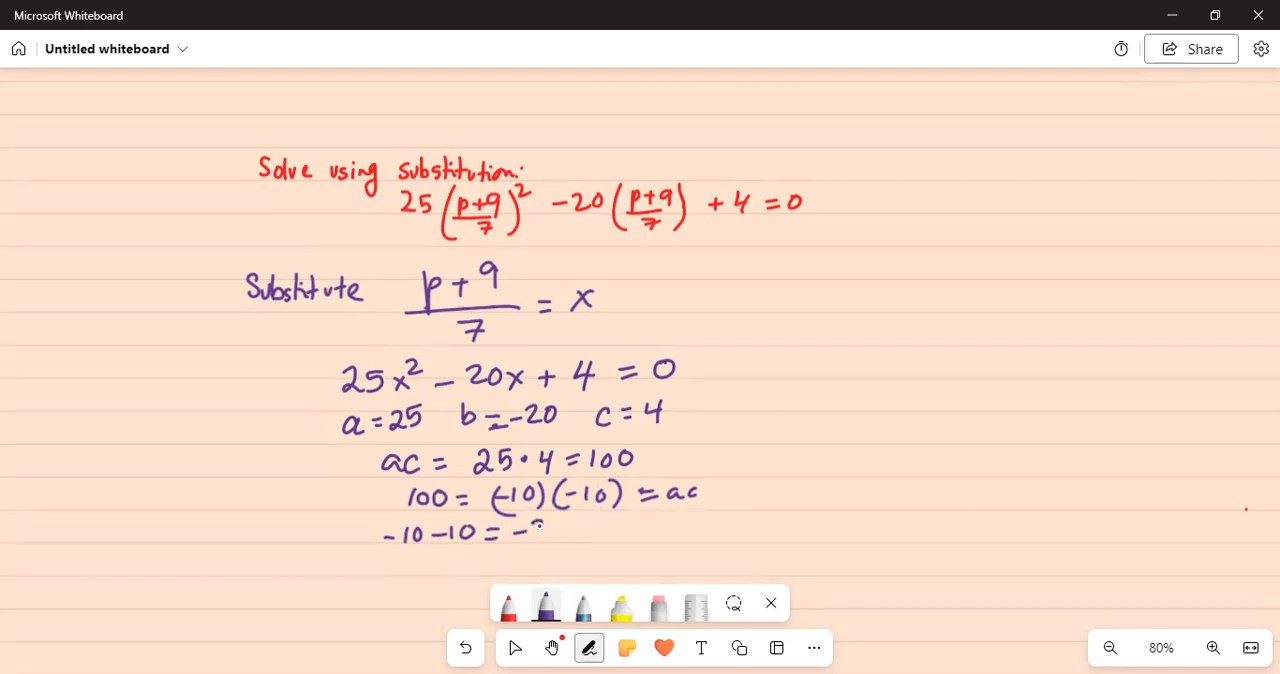 Microsoft Whiteboard
Untitled whiteboard
Share
Solve using substitution:
25 ((p+9)/7)² -20 ((p+9)/7) + 4 = 0
Substitute (p+9)/7 = x
25x² - 20x + 4 = 0
a = 25 b = -20 c = 4
ac = 25 · 4 = 100
100 = (-10)(-10) = ac
-10 -10 = -
80%